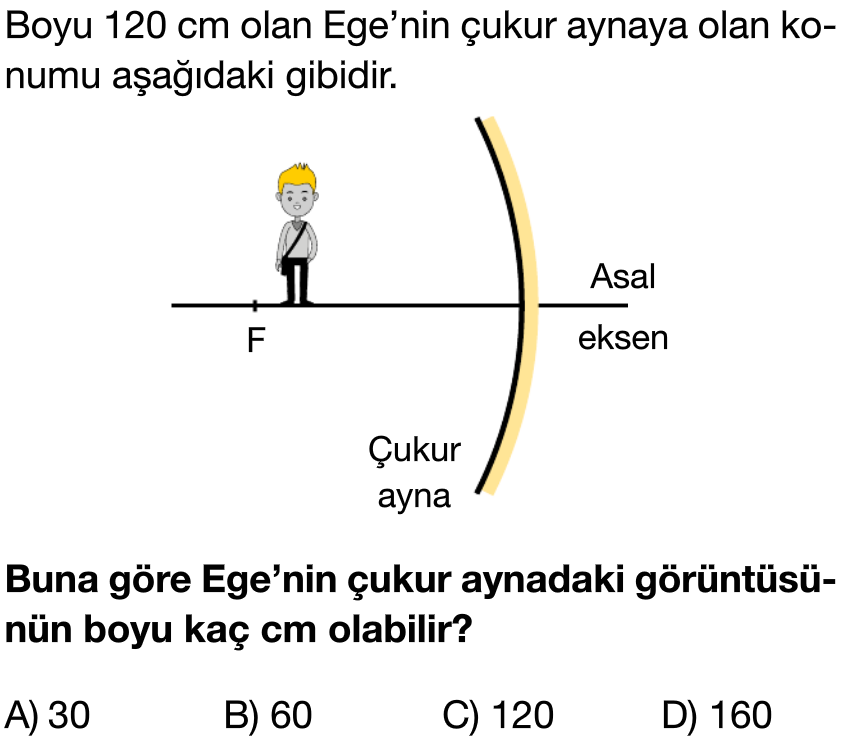 Boyu 120 cm olan Ege’nin çukur aynaya olan ko-
numu aşağıdaki gibidir.
Asal
F
eksen
Çukur
ayna
Buna göre Ege’nin çukur aynadaki görüntüsü-
nün boyu kaç cm olabilir?
A) 30 B) 60 C) 120 D) 160